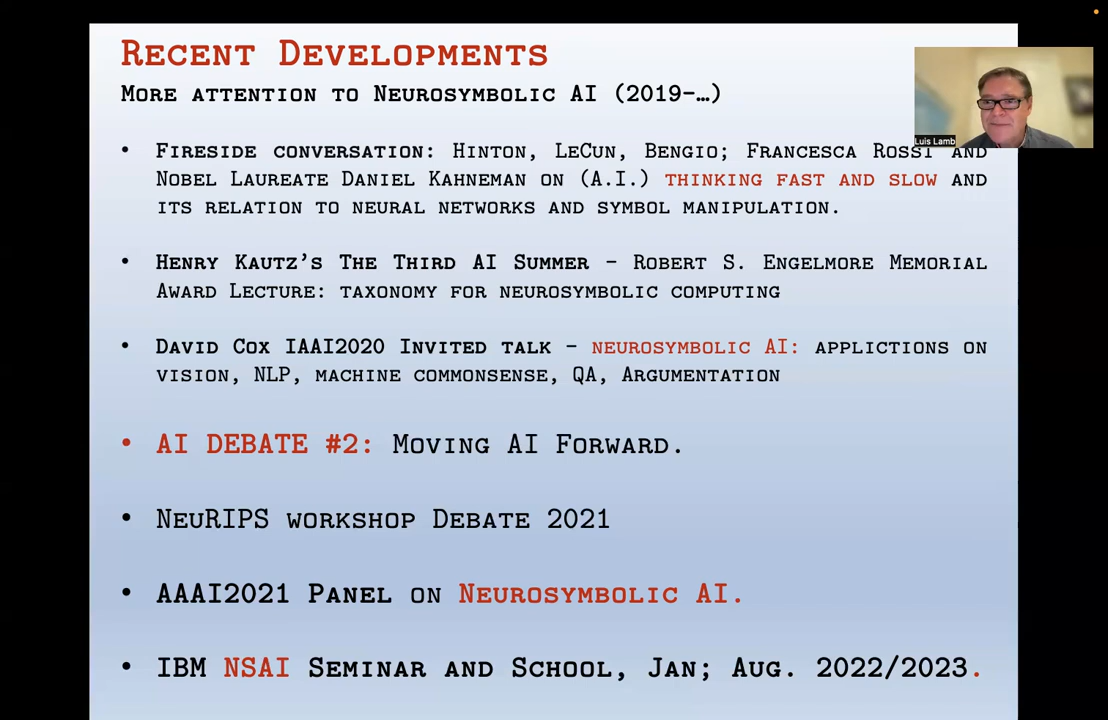 Recent Developments
More attention to Neurosymbolic AI (2019-…)
• Fireside conversation: Hinton, LeCun, Bengio; Francesca Rossi and
Nobel Laureate Daniel Kahneman on (A.I.) thinking fast and slow and
its relation to neural networks and symbol manipulation.
• Henry Kautz's The Third AI Summer – Robert S. Engelmore Memorial
Award Lecture: taxonomy for neurosymbolic computing
• David Cox IAAI2020 Invited talk – neurosymbolic AI: applictions on
vision, NLP, machine commonsense, QA, Argumentation
• AI DEBATE #2: Moving AI Forward.
• NeurIPS workshop Debate 2021
• AAAI2021 Panel on Neurosymbolic AI.
• IBM NSAI Seminar and School, Jan; Aug. 2022/2023.
Luis Lamb